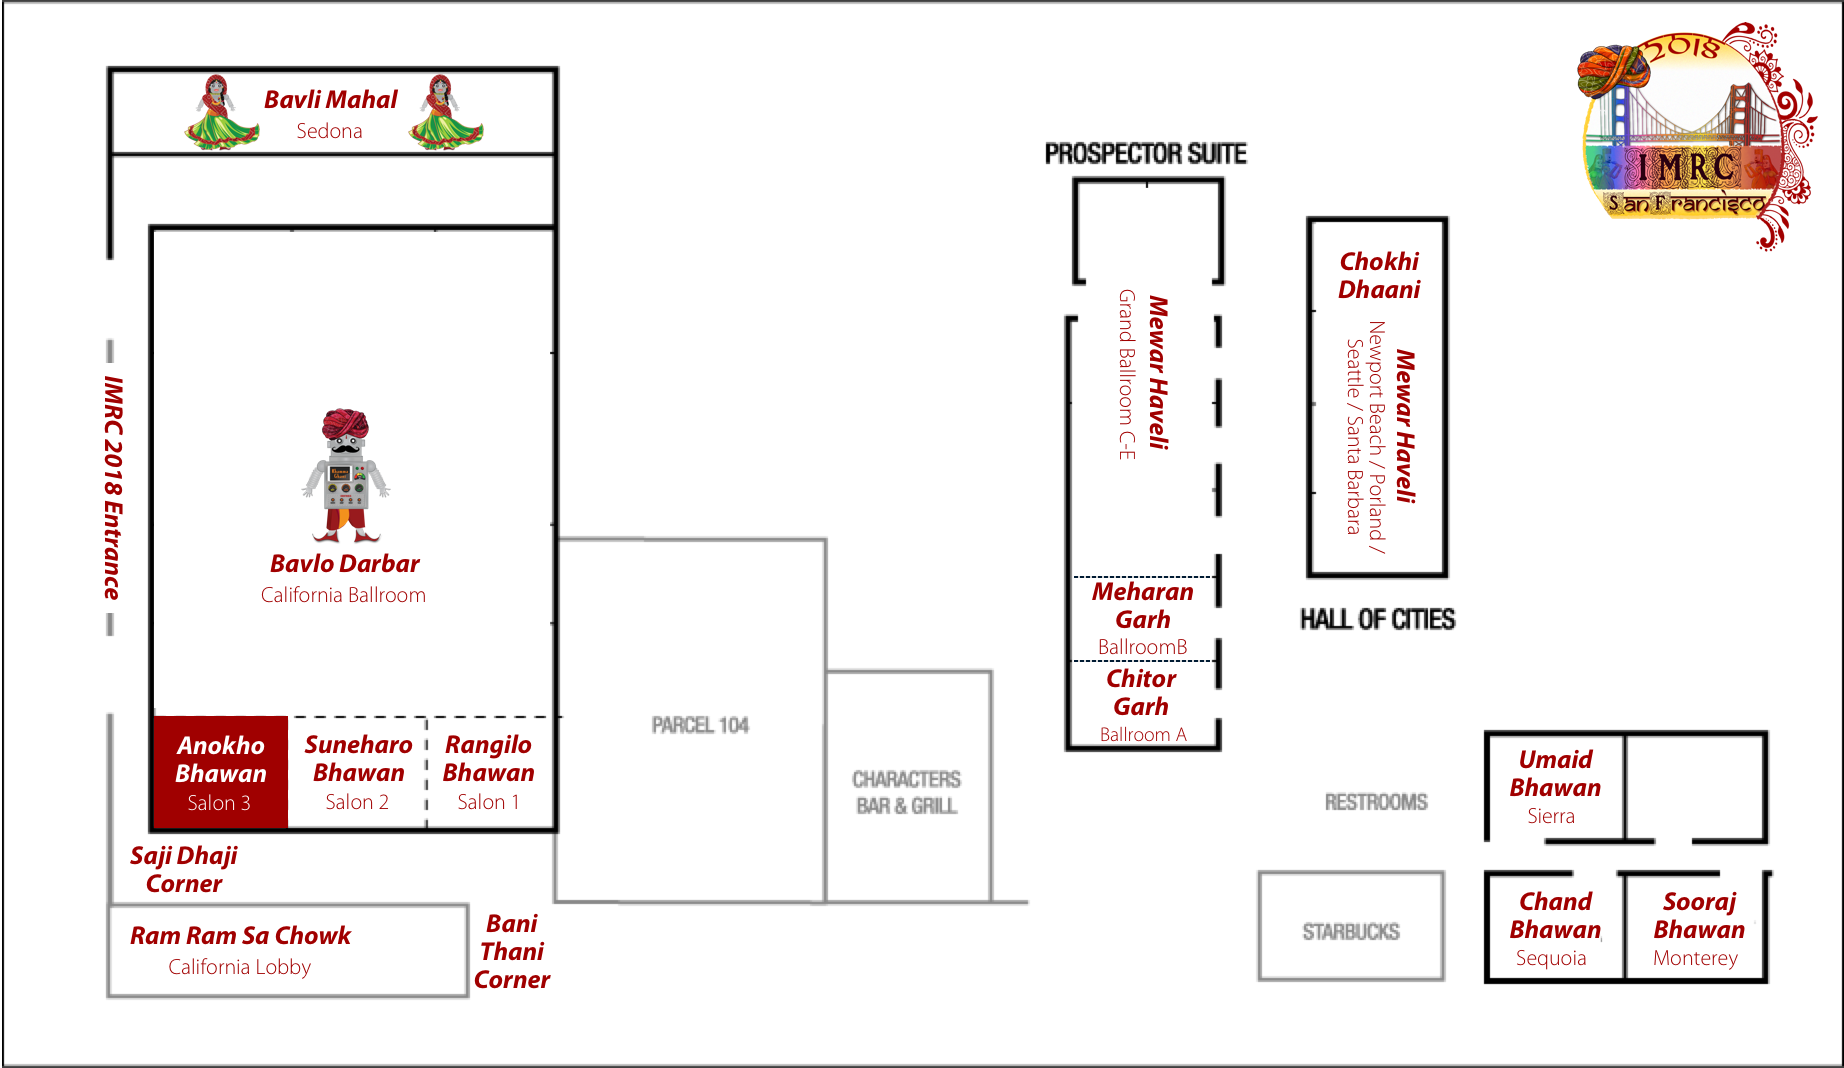 2018
IMRC
San Francisco
Bavli Mahal
Sedona
IMRC 2018 Entrance
Bavlo Darbar
California Ballroom
Anokho
Bhawan
Salon 3
Suneharo
Bhawan
Salon 2
Rangilo
Bhawan
Salon 1
Saji Dhaji
Corner
Ram Ram Sa Chowk
California Lobby
Bani
Thani
Corner
PARCEL 104
CHARACTERS
BAR & GRILL
PROSPECTOR SUITE
Mewar Haveli
Grand Ballroom C-E
Meharan
Garh
BallroomB
Chitor
Garh
Ballroom A
Chokhi
Dhaani
Mewar Haveli
Newport Beach / Porland /
Seattle / Santa Barbara
HALL OF CITIES
RESTROOMS
STARBUCKS
Umaid
Bhawan
Sierra
Chand
Bhawan
Sequoia
Sooraj
Bhawan
Monterey